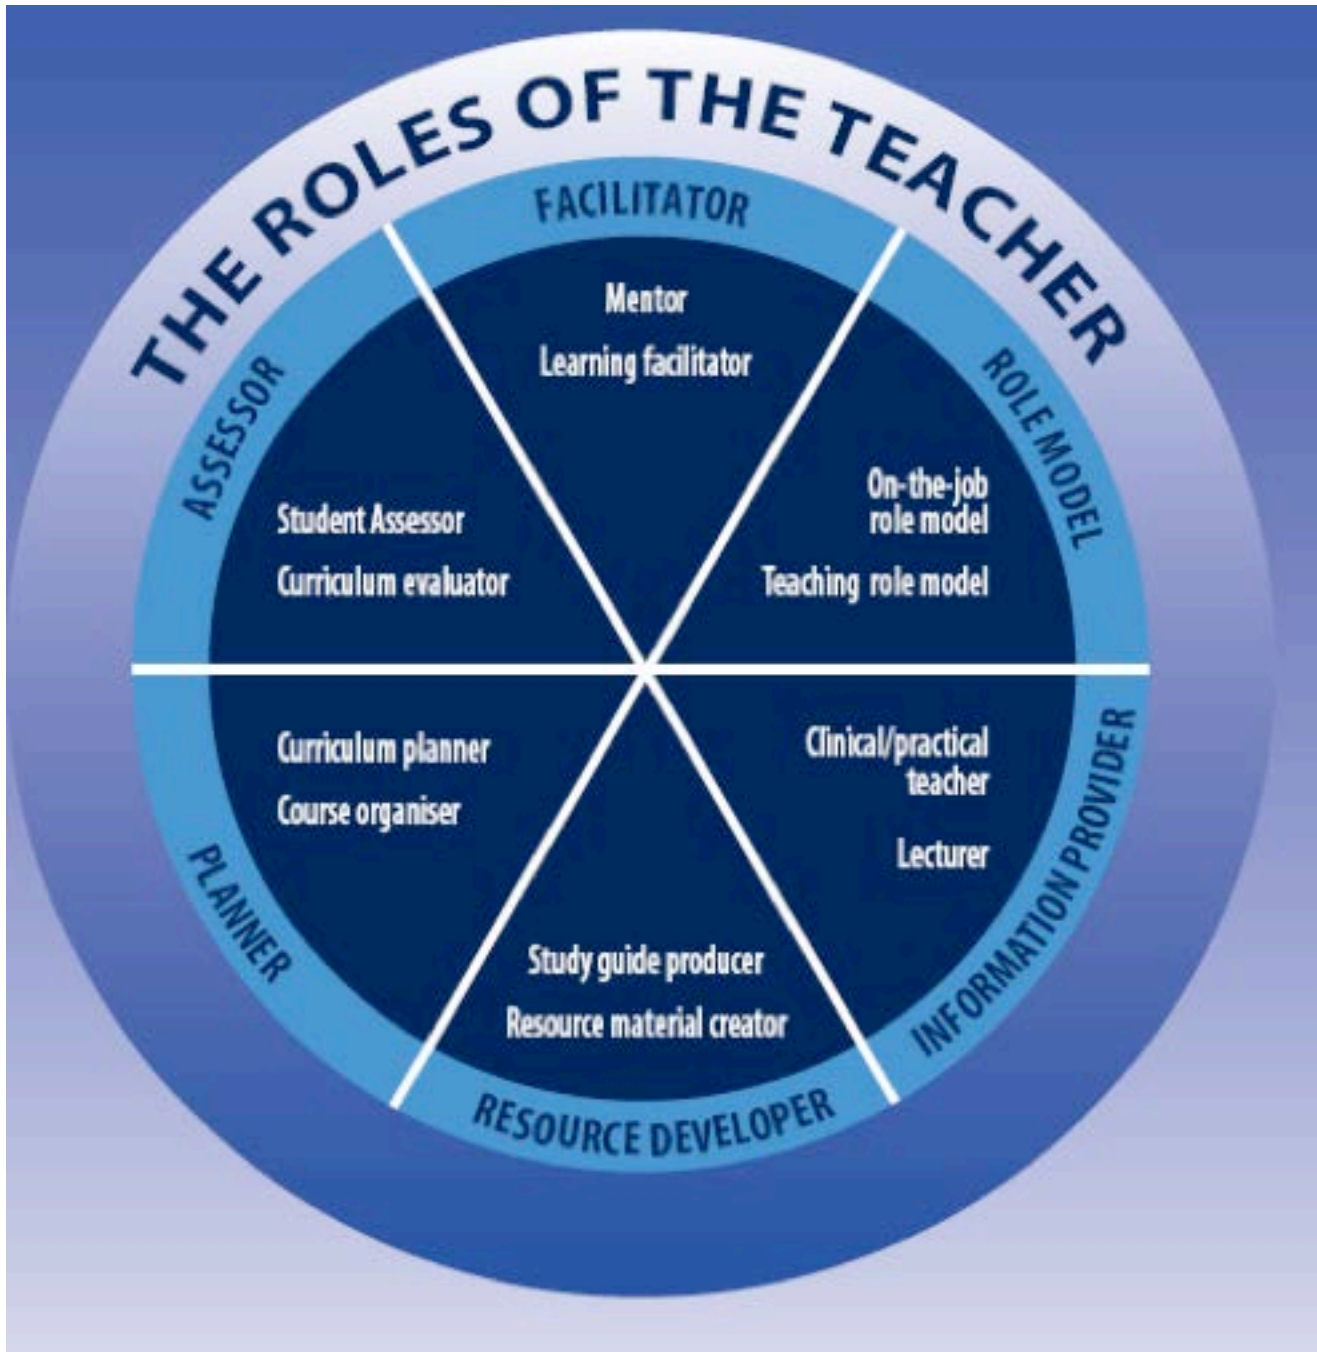 THE ROLES OF THE TEACHER
FACILITATOR
Mentor
Learning facilitator
ROLE MODEL
On-the-job
role model
Teaching role model
INFORMATION PROVIDER
Clinical/practical
teacher
Lecturer
RESOURCE DEVELOPER
Study guide producer
Resource material creator
PLANNER
Curriculum planner
Course organiser
ASSESSOR
Student Assessor
Curriculum evaluator